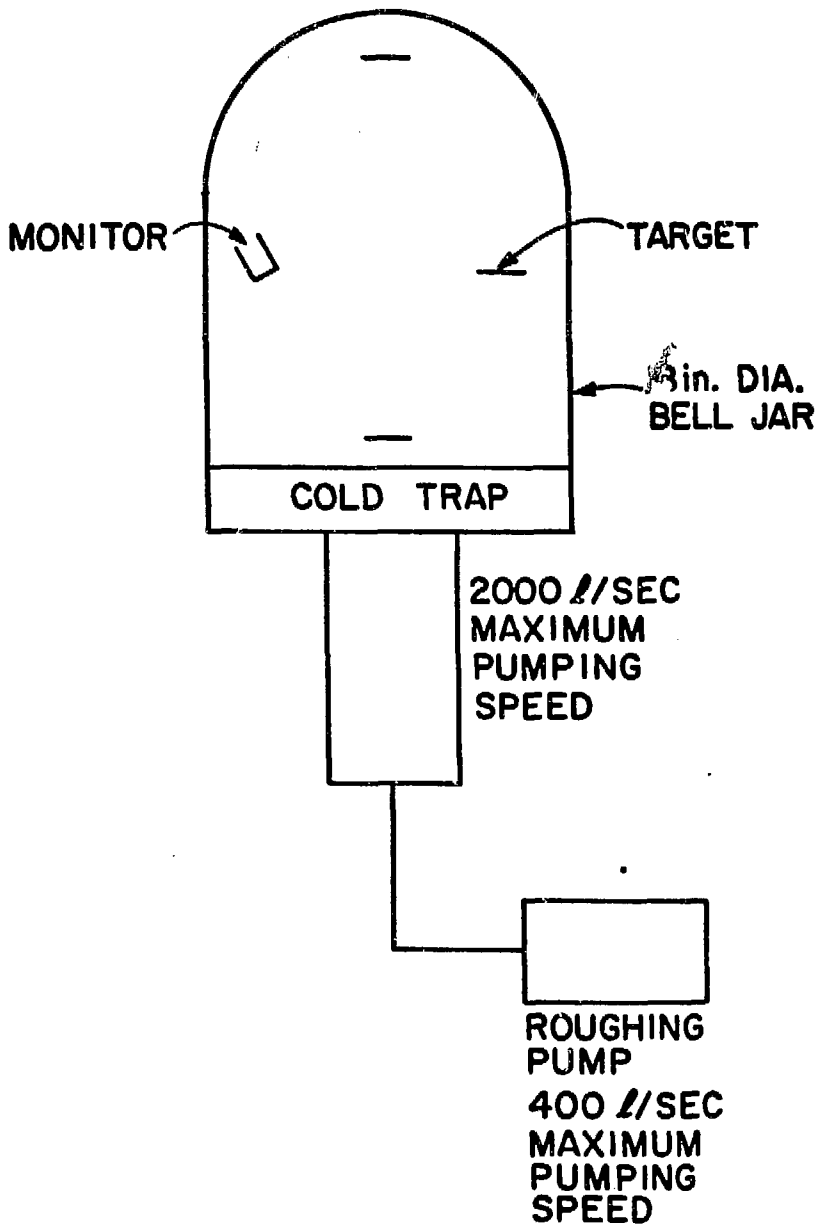 MONITOR
TARGET
in. DIA.
BELL JAR
COLD TRAP
2000 ℓ/SEC
MAXIMUM
PUMPING
SPEED
ROUGHING
PUMP
400 ℓ/SEC
MAXIMUM
PUMPING
SPEED